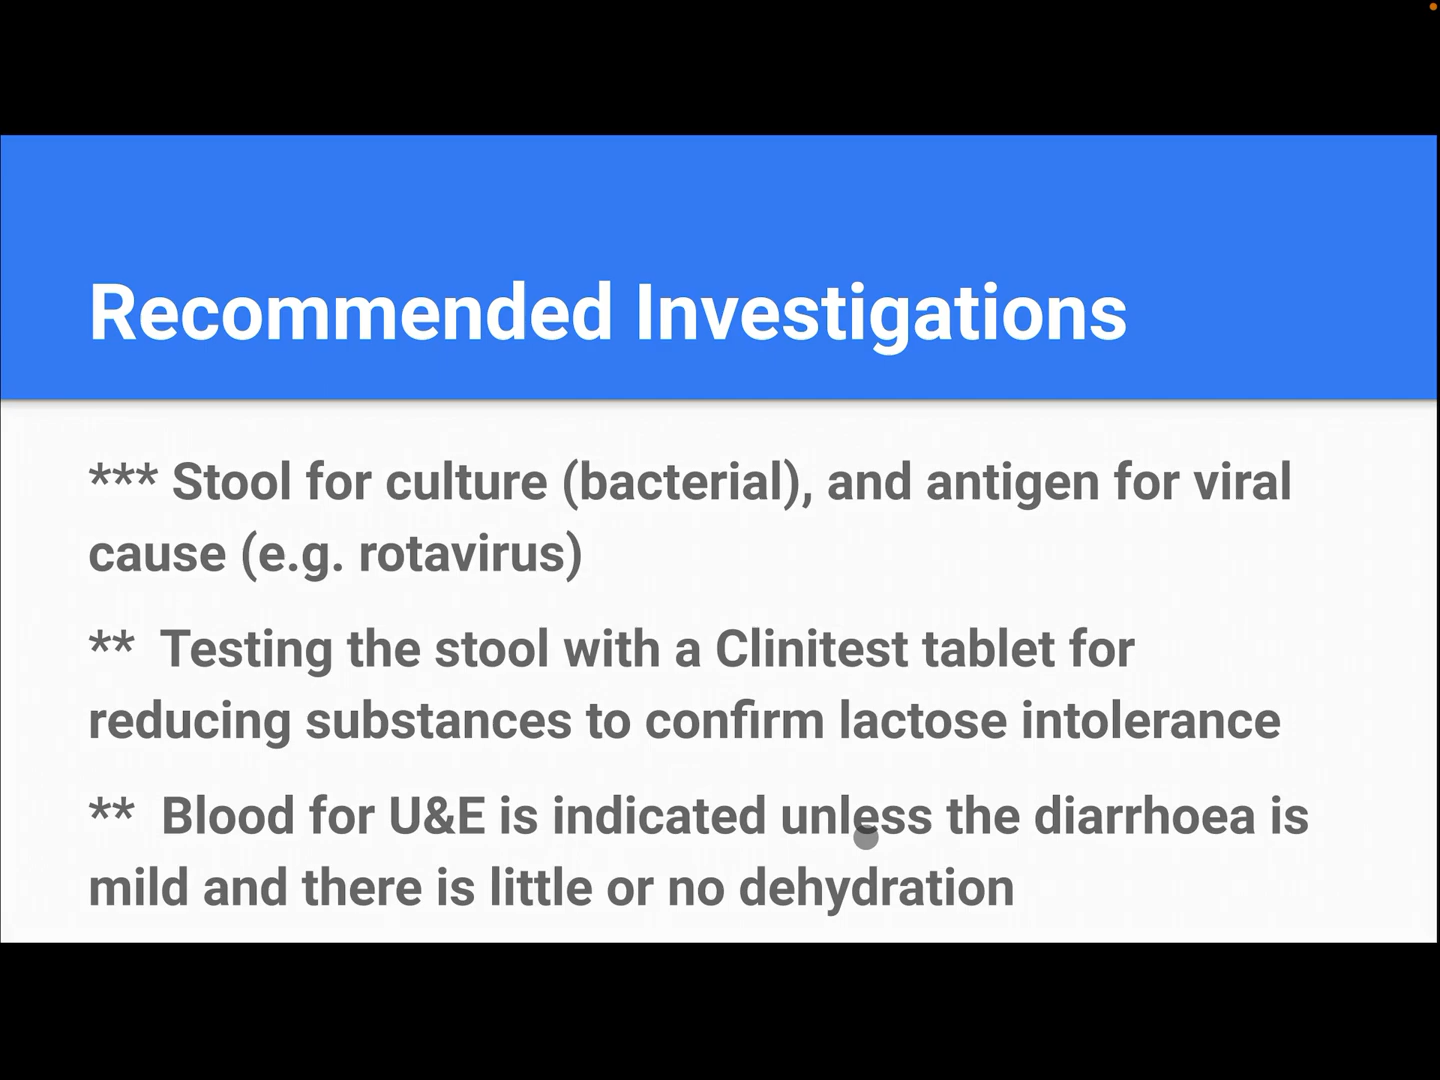 Recommended Investigations
*** Stool for culture (bacterial), and antigen for viral
cause (e.g. rotavirus)
** Testing the stool with a Clinitest tablet for
reducing substances to confirm lactose intolerance
** Blood for U&E is indicated unless the diarrhoea is
mild and there is little or no dehydration